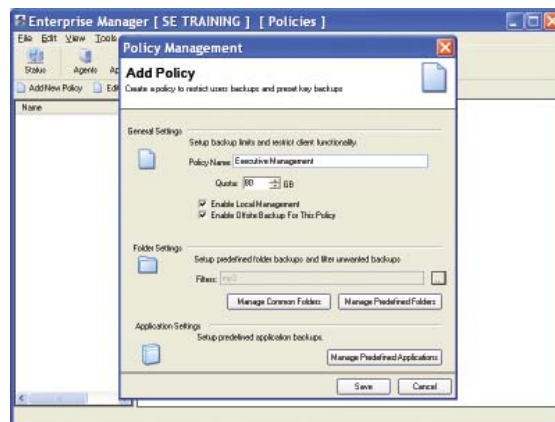 Enterprise Manager [ SE TRAINING ] [ Policies ]
File Edit View Tools
Policy Management
Status Agents Ap
Add Policy
Create a policy to restrict users backups and preset key backups
Add New Policy Edi
Name
General Settings
Setup backup limits and restrict client functionality.
Policy Name: Executive Management
Quota: 80 GB
Enable Local Management
Enable Offsite Backup For This Policy
Folder Settings
Setup predefined folder backups and filter unwanted backups
Filters: mp3
...
Manage Common Folders Manage Predefined Folders
Application Settings
Setup predefined application backups.
Manage Predefined Applications
Save Cancel